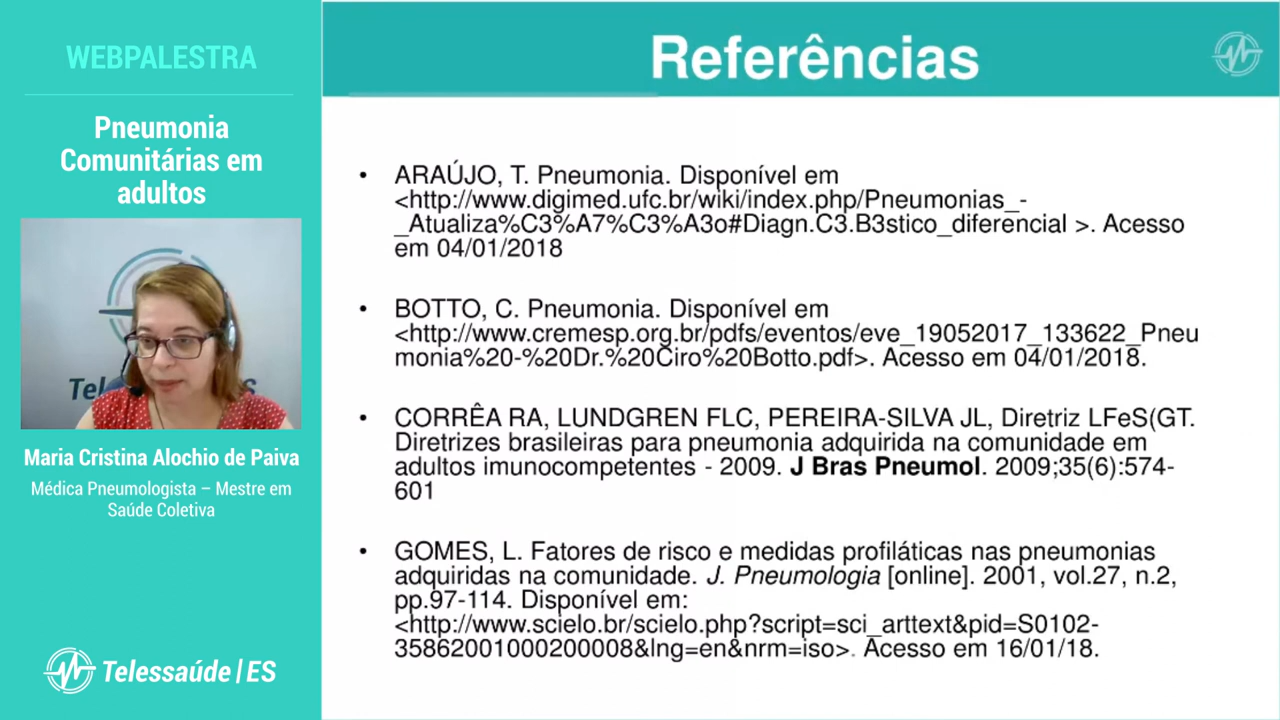 WEBPALESTRA
Pneumonia
Comunitárias em
adultos
Tel
ES
Maria Cristina Alochio de Paiva
Médica Pneumologista – Mestre em
Saúde Coletiva
Telessaúde|ES
Referências
• ARAÚJO, T. Pneumonia. Disponível em
<http://www.digimed.ufc.br/wiki/index.php/Pneumonias_-
_Atualiza%C3%A7%C3%A3o#Diagn.C3.B3stico_diferencial >. Acesso
em 04/01/2018
• BOTTO, C. Pneumonia. Disponível em
<http://www.cremesp.org.br/pdfs/eventos/eve_19052017_133622_Pneu
monia%20-%20Dr.%20Ciro%20Botto.pdf>. Acesso em 04/01/2018.
• CORRÊA RA, LUNDGREN FLC, PEREIRA-SILVA JL, Diretriz LFeS(GT.
Diretrizes brasileiras para pneumonia adquirida na comunidade em
adultos imunocompetentes - 2009. J Bras Pneumol. 2009;35(6):574-
601
• GOMES, L. Fatores de risco e medidas profiláticas nas pneumonias
adquiridas na comunidade. J. Pneumologia [online]. 2001, vol.27, n.2,
pp.97-114. Disponível em:
<http://www.scielo.br/scielo.php?script=sci_arttext&pid=S0102-
35862001000200008&lng=en&nrm=iso>. Acesso em 16/01/18.